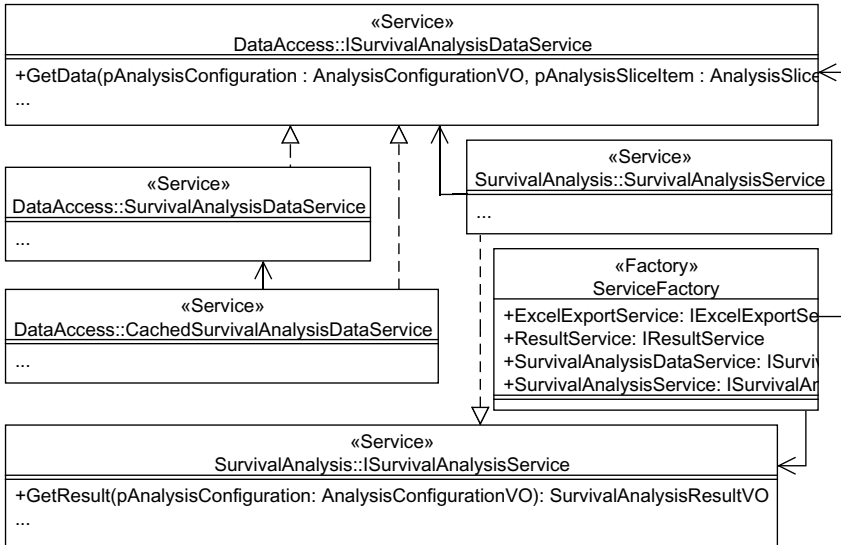 «Service»
DataAccess::ISurvivalAnalysisDataService
+GetData(pAnalysisConfiguration : AnalysisConfigurationVO, pAnalysisSliceItem : AnalysisSlice
...
«Service»
DataAccess::SurvivalAnalysisDataService
...
«Service»
SurvivalAnalysis::SurvivalAnalysisService
...
«Service»
DataAccess::CachedSurvivalAnalysisDataService
...
«Factory»
ServiceFactory
+ExcelExportService: IExcelExportSe
+ResultService: IResultService
+SurvivalAnalysisDataService: ISurviv
+SurvivalAnalysisService: ISurvivalAn
«Service»
SurvivalAnalysis::ISurvivalAnalysisService
+GetResult(pAnalysisConfiguration: AnalysisConfigurationVO): SurvivalAnalysisResultVO
...